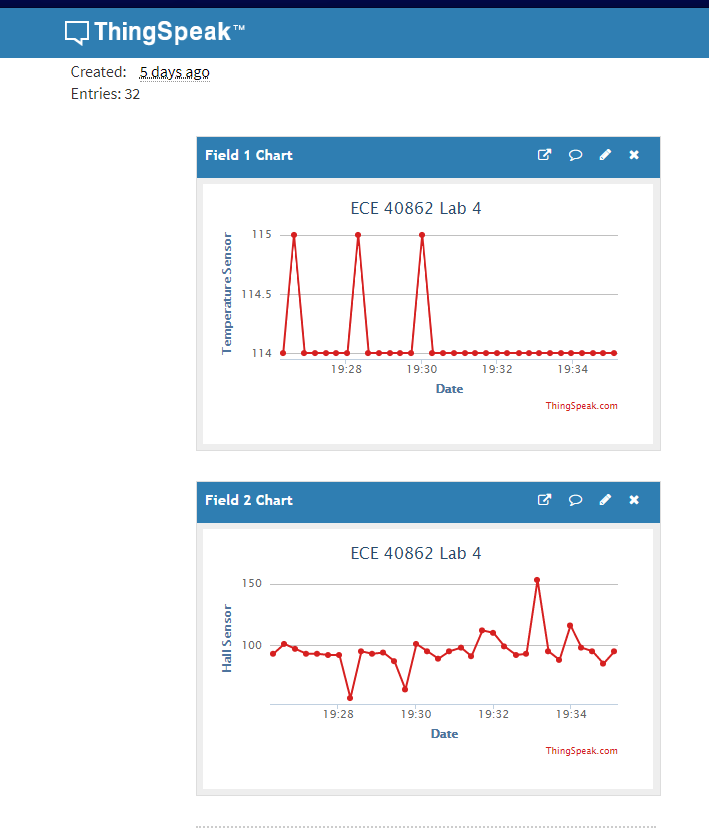 ThingSpeak™
Created: 5 days ago
Entries: 32
Field 1 Chart
ECE 40862 Lab 4
Temperature Sensor
115
114.5
114
19:28 19:30 19:32 19:34
Date
ThingSpeak.com
Field 2 Chart
ECE 40862 Lab 4
Hall Sensor
150
100
19:28 19:30 19:32 19:34
Date
ThingSpeak.com